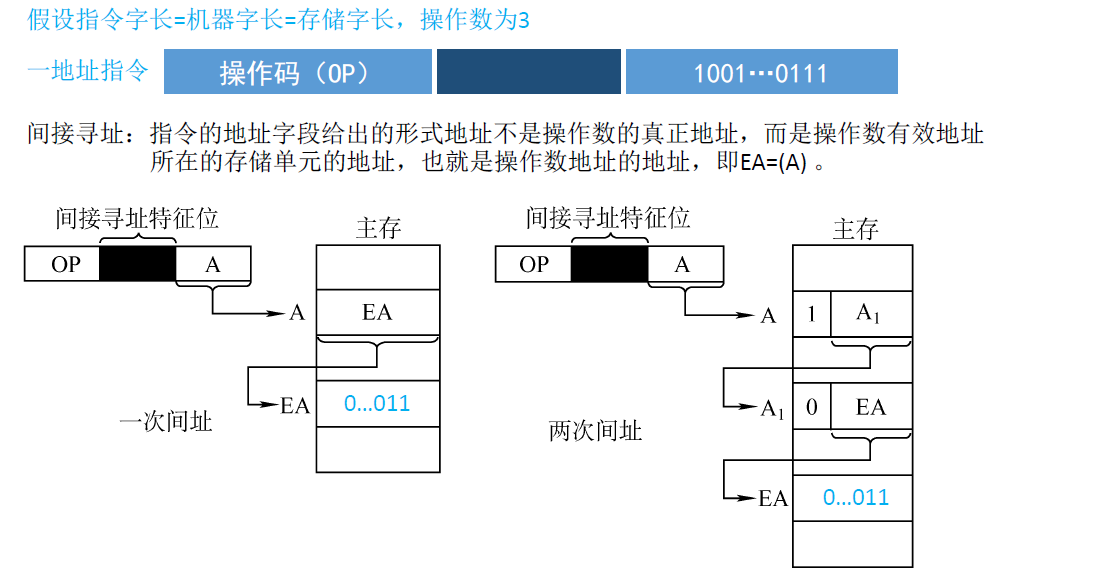 假设指令字长=机器字长=存储字长，操作数为3
一地址指令 操作码（OP） 1001…0111
间接寻址：指令的地址字段给出的形式地址不是操作数的真正地址，而是操作数有效地址
所在的存储单元的地址，也就是操作数地址的地址，即EA=(A) 。
间接寻址特征位
主存
OP A
A EA
EA 0…011
一次间址
间接寻址特征位
主存
OP A
A 1 A₁
A₁ 0 EA
两次间址
EA 0…011